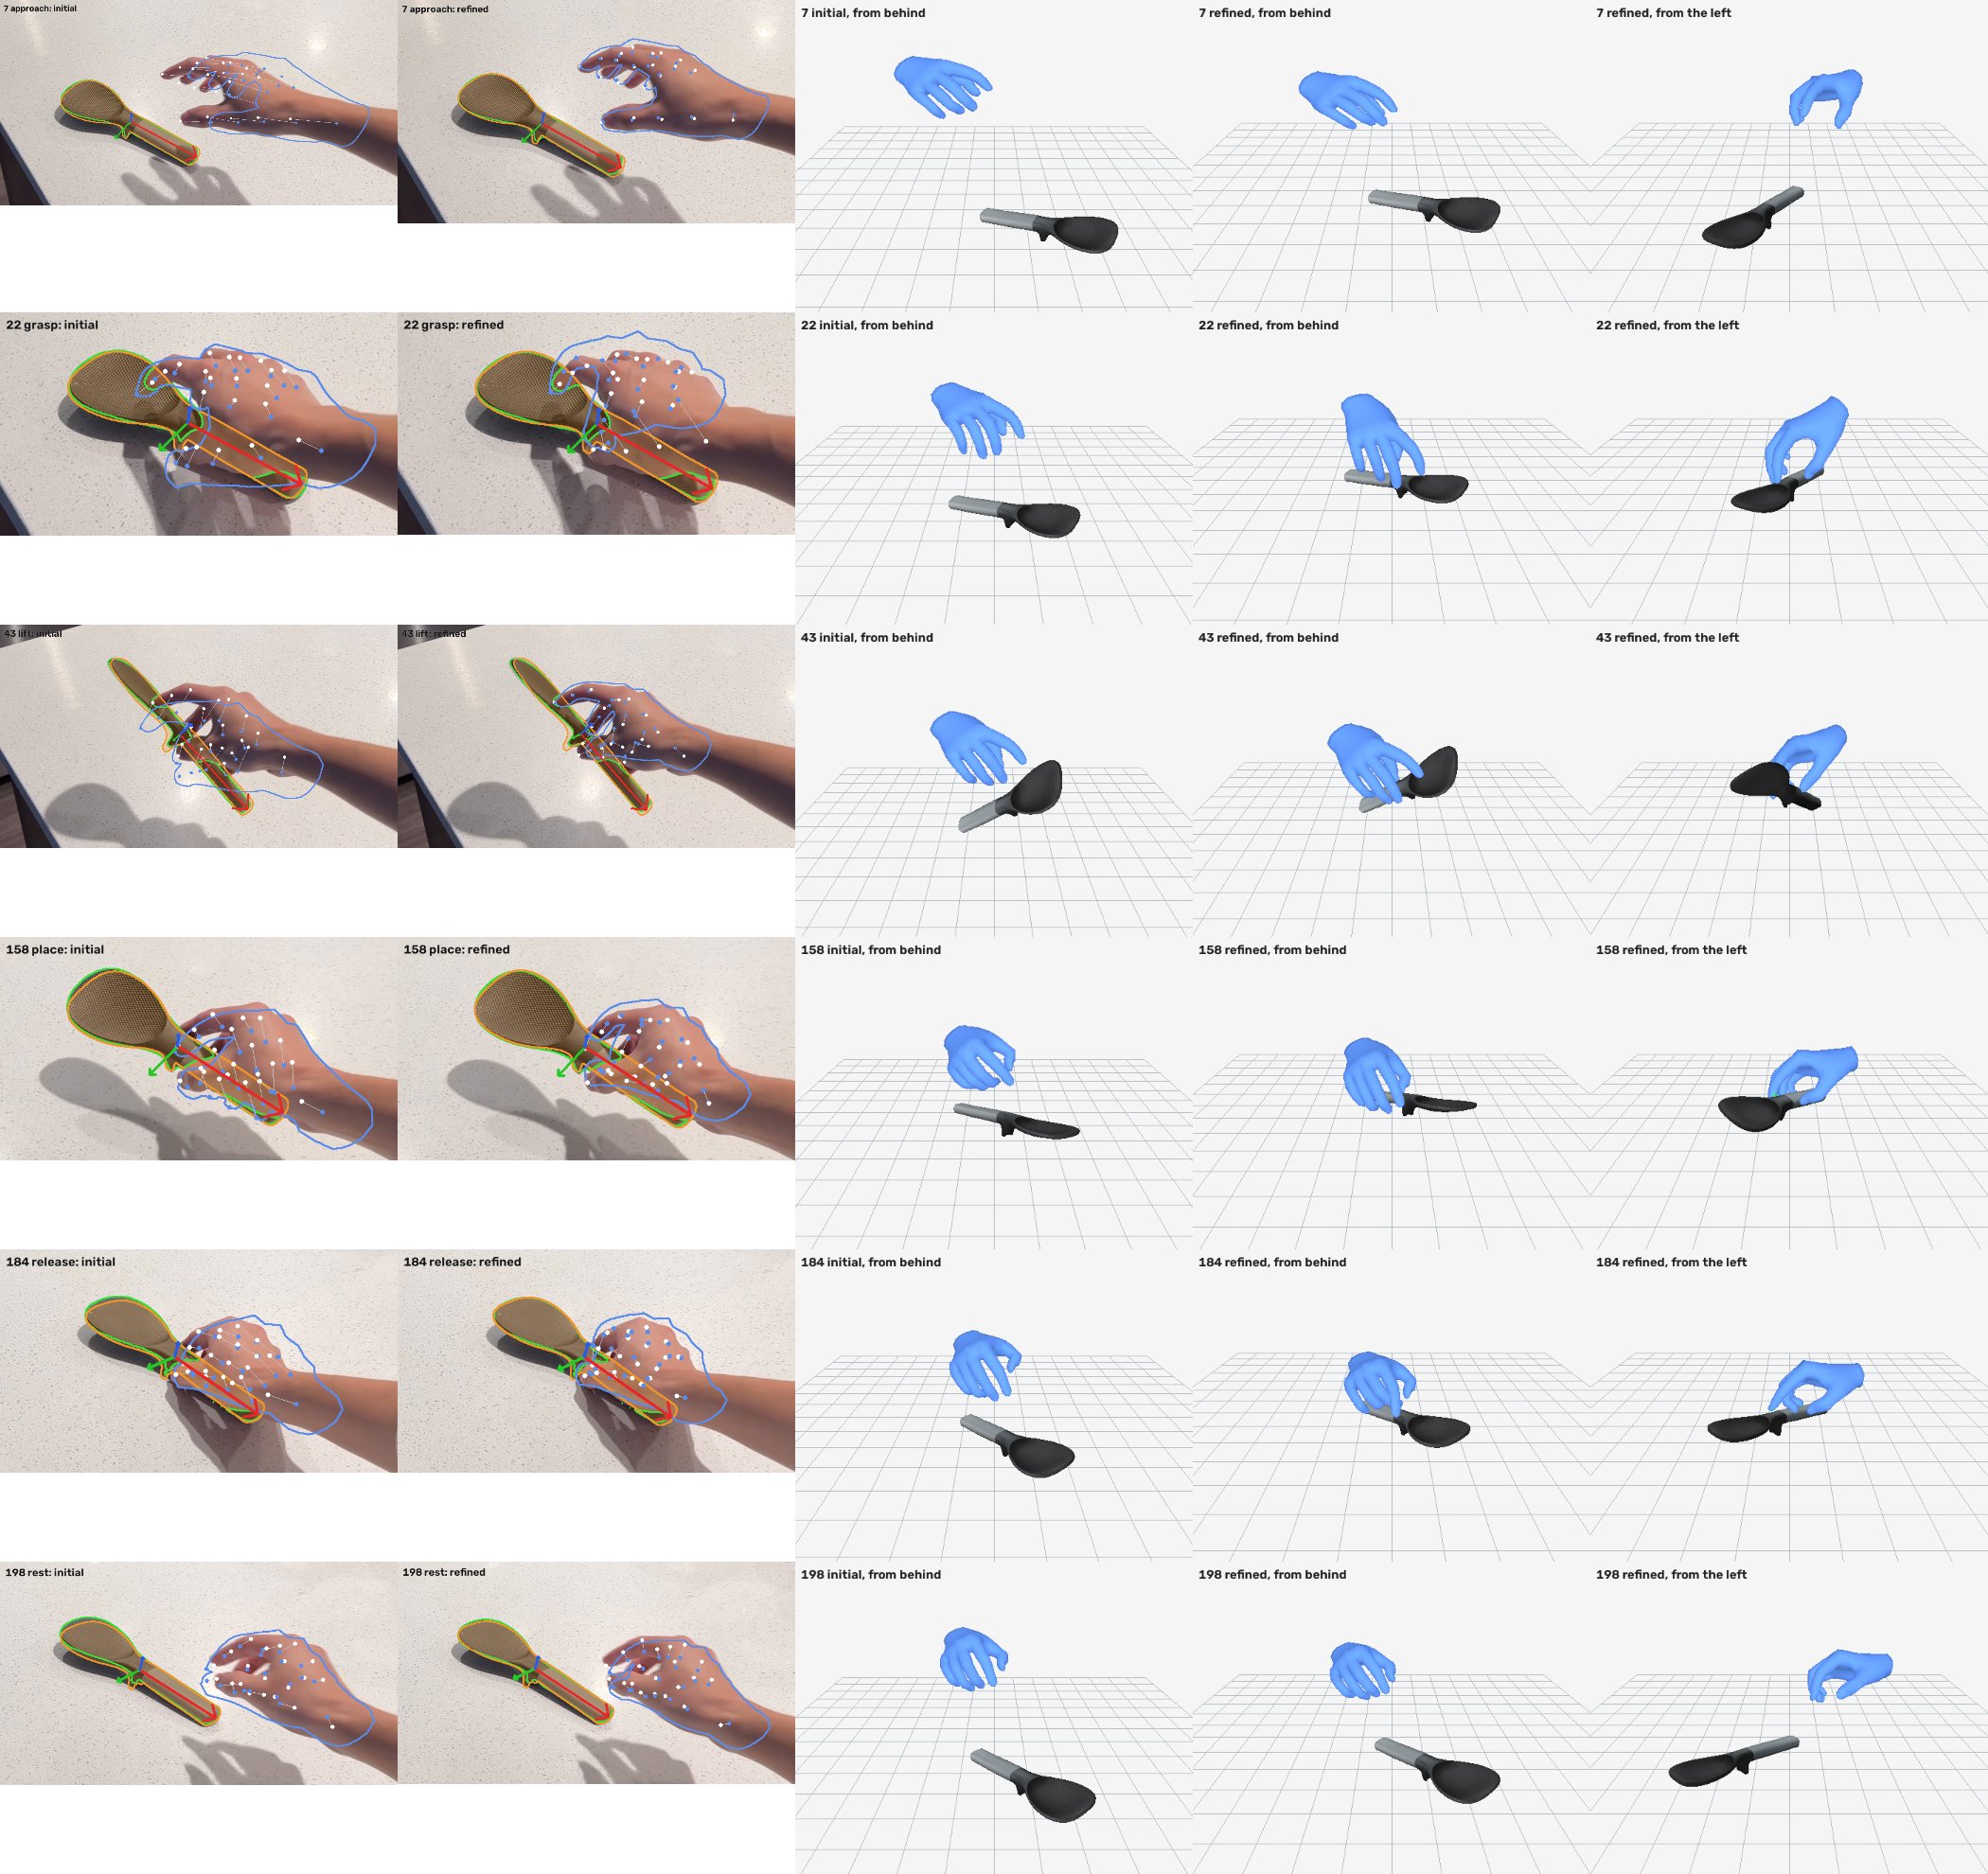 7 approach: initial
7 approach: refined
7 initial, from behind
7 refined, from behind
7 refined, from the left
22 grasp: initial
22 grasp: refined
22 initial, from behind
22 refined, from behind
22 refined, from the left
43 lift: initial
43 lift: refined
43 initial, from behind
43 refined, from behind
43 refined, from the left
158 place: initial
158 place: refined
158 initial, from behind
158 refined, from behind
158 refined, from the left
184 release: initial
184 release: refined
184 initial, from behind
184 refined, from behind
184 refined, from the left
198 rest: initial
198 rest: refined
198 initial, from behind
198 refined, from behind
198 refined, from the left